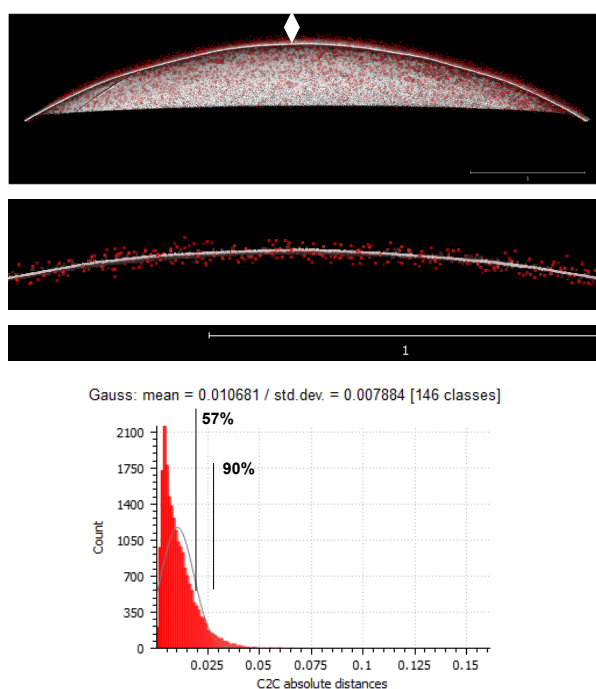 1
1
Gauss: mean = 0.010681 / std.dev. = 0.007884 [146 classes]
57%
90%
2100
1750
1400
1050
700
350
0
Count
0.025 0.05 0.075 0.1 0.125 0.15
C2C absolute distances